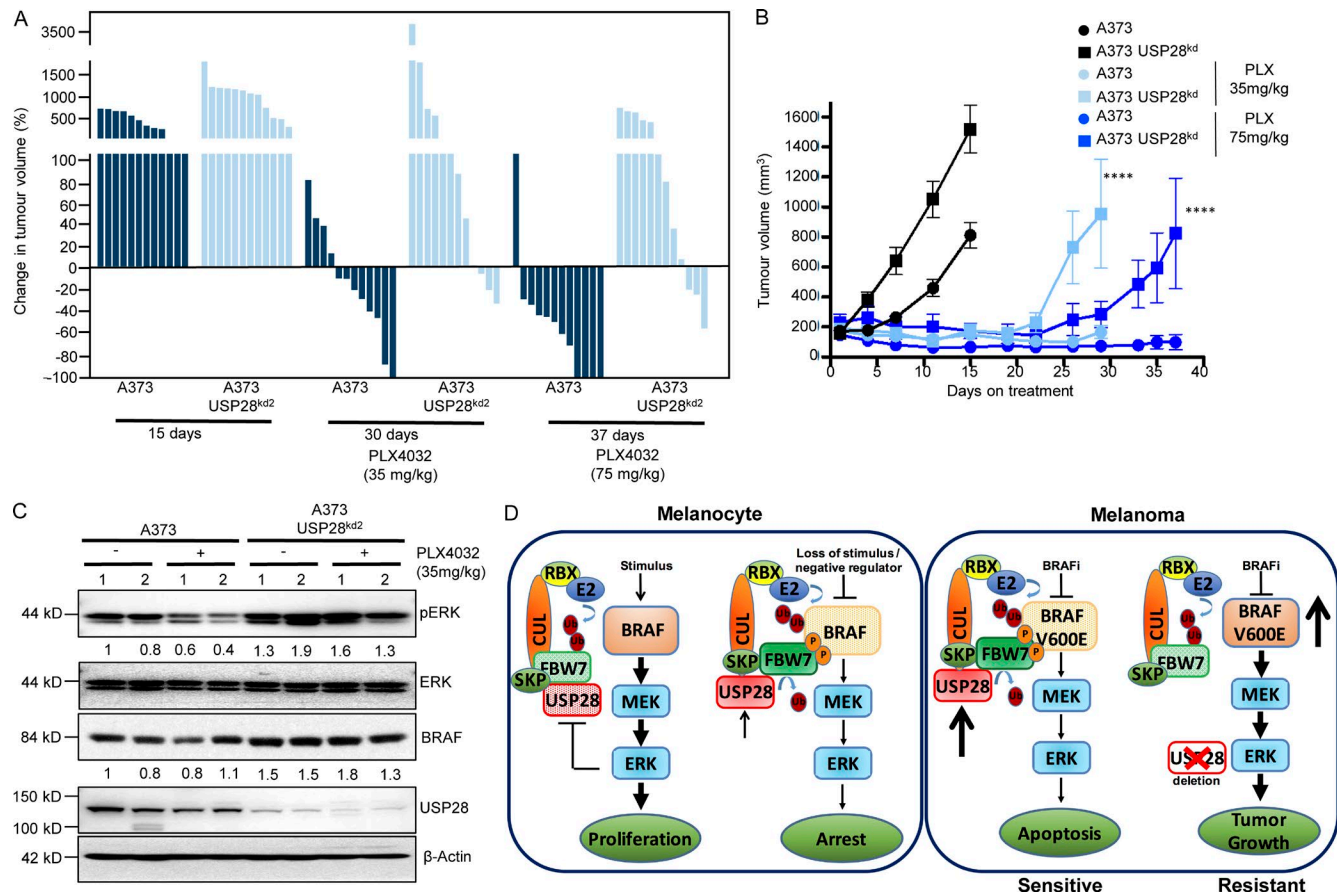 A
Change in tumour volume (%)
3500
1500
1000
500
100
80
60
40
20
0
-20
-40
-60
-80
~100
A373
A373
USP28kd2
A373
A373
USP28kd2
A373
A373
USP28kd2
15 days
30 days
PLX4032
(35 mg/kg)
37 days
PLX4032
(75 mg/kg)
B
A373
A373 USP28kd
A373
A373 USP28kd
PLX
35mg/kg
A373
A373 USP28kd
PLX
75mg/kg
Tumour volume (mm3)
1600
1400
1200
1000
800
600
400
200
0
****
****
0 5 10 15 20 25 30 35 40
Days on treatment
C
A373
A373
USP28kd2
- + - +
PLX4032
(35mg/kg)
1 2 1 2 1 2 1 2
44 kD
pERK
1 0.8 0.6 0.4 1.3 1.9 1.6 1.3
44 kD
ERK
84 kD
BRAF
1 0.8 0.8 1.1 1.5 1.5 1.8 1.3
150 kD
100 kD
USP28
42 kD
β-Actin
D
Melanocyte
RBX
E2
CUL
Ub
Ub
FBW7
SKP
USP28
Stimulus
BRAF
MEK
ERK
Proliferation
Loss of stimulus/
negative regulator
RBX
E2
CUL
Ub
Ub
BRAF
P
P
SKP
FBW7
USP28
Ub
MEK
ERK
Arrest
Melanoma
RBX
E2
CUL
Ub
Ub
BRAFi
BRAF
V600E
P
P
SKP
FBW7
USP28
Ub
MEK
ERK
Apoptosis
Sensitive
RBX
E2
CUL
Ub
Ub
FBW7
SKP
BRAFi
BRAF
V600E
MEK
USP28
deletion
ERK
Tumor
Growth
Resistant